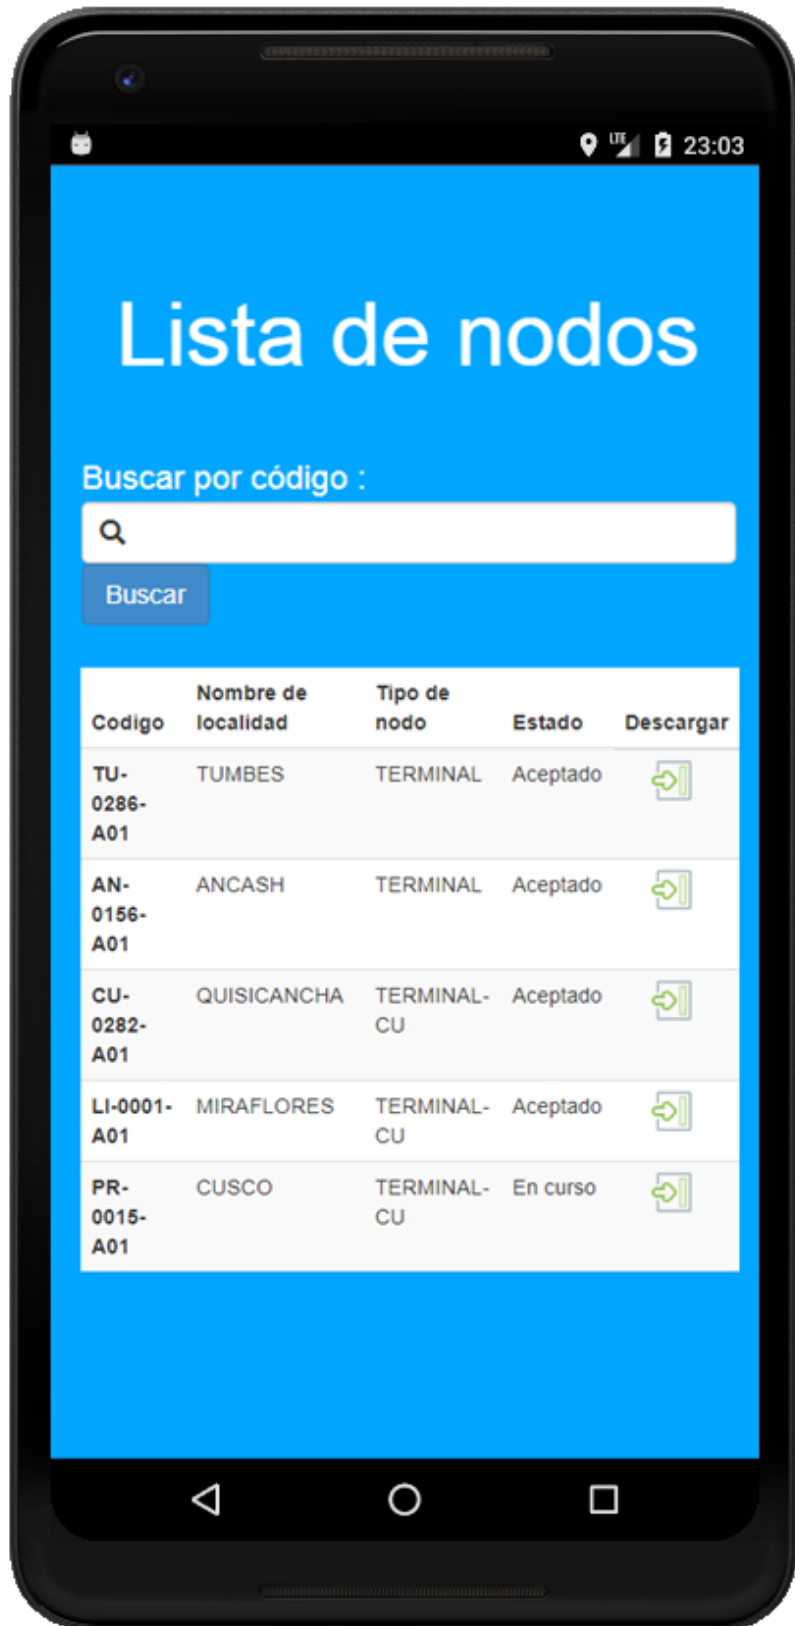 LTE 23:03
Lista de nodos
Buscar por código :
Buscar
Codigo Nombre de localidad Tipo de nodo Estado Descargar
TU-0286-A01 TUMBES TERMINAL Aceptado
AN-0156-A01 ANCASH TERMINAL Aceptado
CU-0282-A01 QUISICANCHA TERMINAL-CU Aceptado
LI-0001-A01 MIRAFLORES TERMINAL-CU Aceptado
PR-0015-A01 CUSCO TERMINAL-CU En curso